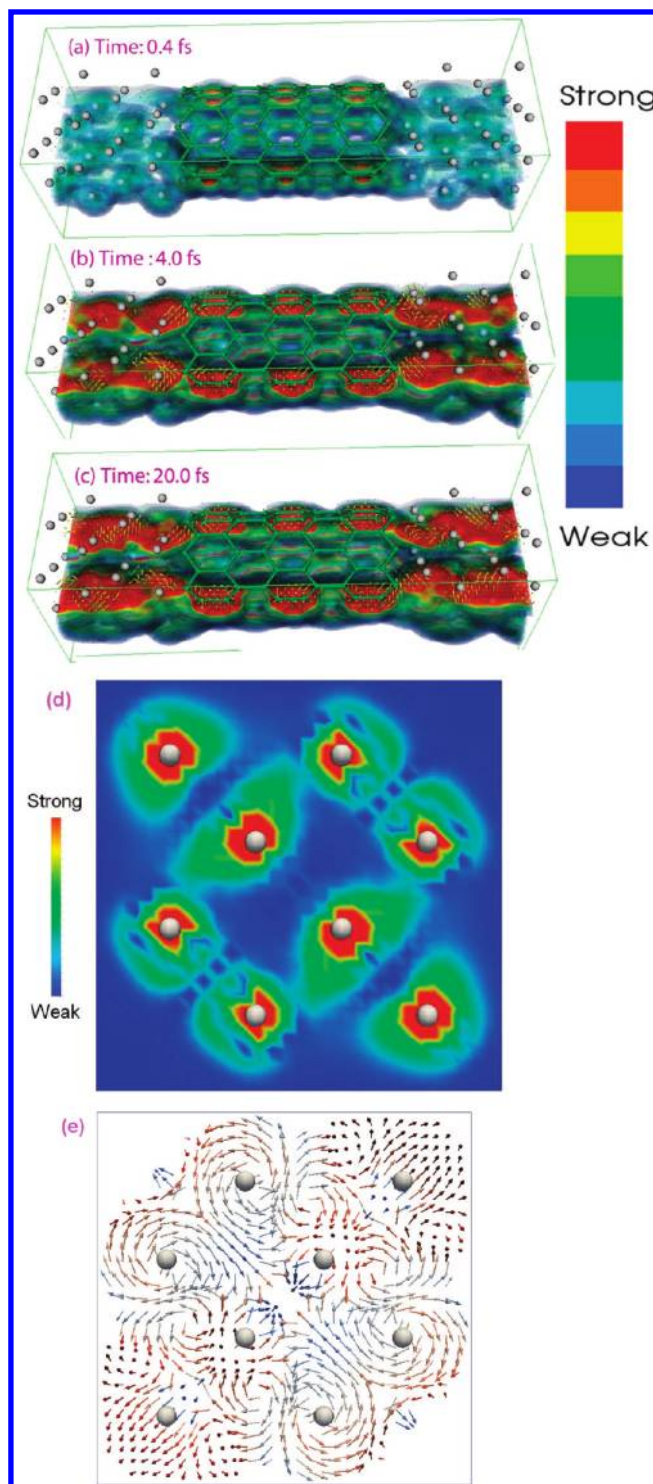 (a) Time: 0.4 fs
Strong
(b) Time : 4.0 fs
(c) Time: 20.0 fs
Weak
(d)
Strong
Weak
(e)